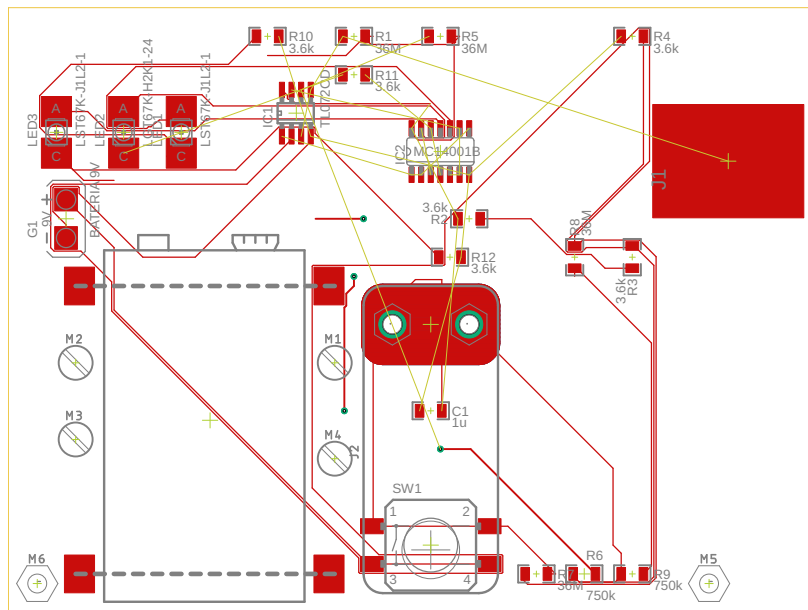 R10
3.6k
R1
36M
R5
36M
R4
3.6k
R11
3.6k
LED3
A
C
LST67K-J1L2-1
LED2
A
C
LST67K-H2K1-24
LED1
A
C
LST67K-J1L2-1
IC1
TL072CD
IC2
MC14001B
J1
G1
9V
+
-
BATERIA 9V
3.6k
R2
R8
36M
R12
3.6k
3.6k
R3
M2
M1
M3
M4
J2
C1
1u
SW1
1
2
3
4
M6
R7
36M
R6
750k
R9
750k
M5